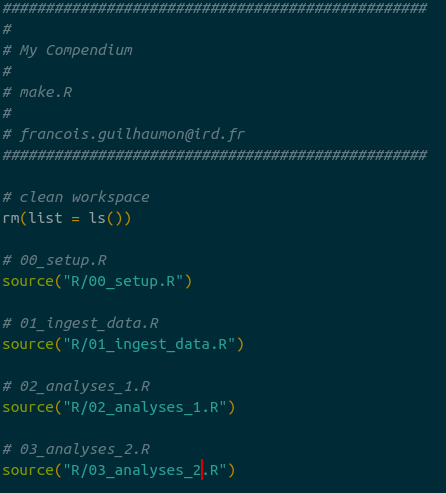 #################################################
#
# My Compendium
#
# make.R
#
# francois.guilhaumon@ird.fr
#################################################
# clean workspace
rm(list = ls())
# 00_setup.R
source("R/00_setup.R")
# 01_ingest_data.R
source("R/01_ingest_data.R")
# 02_analyses_1.R
source("R/02_analyses_1.R")
# 03_analyses_2.R
source("R/03_analyses_2.R")